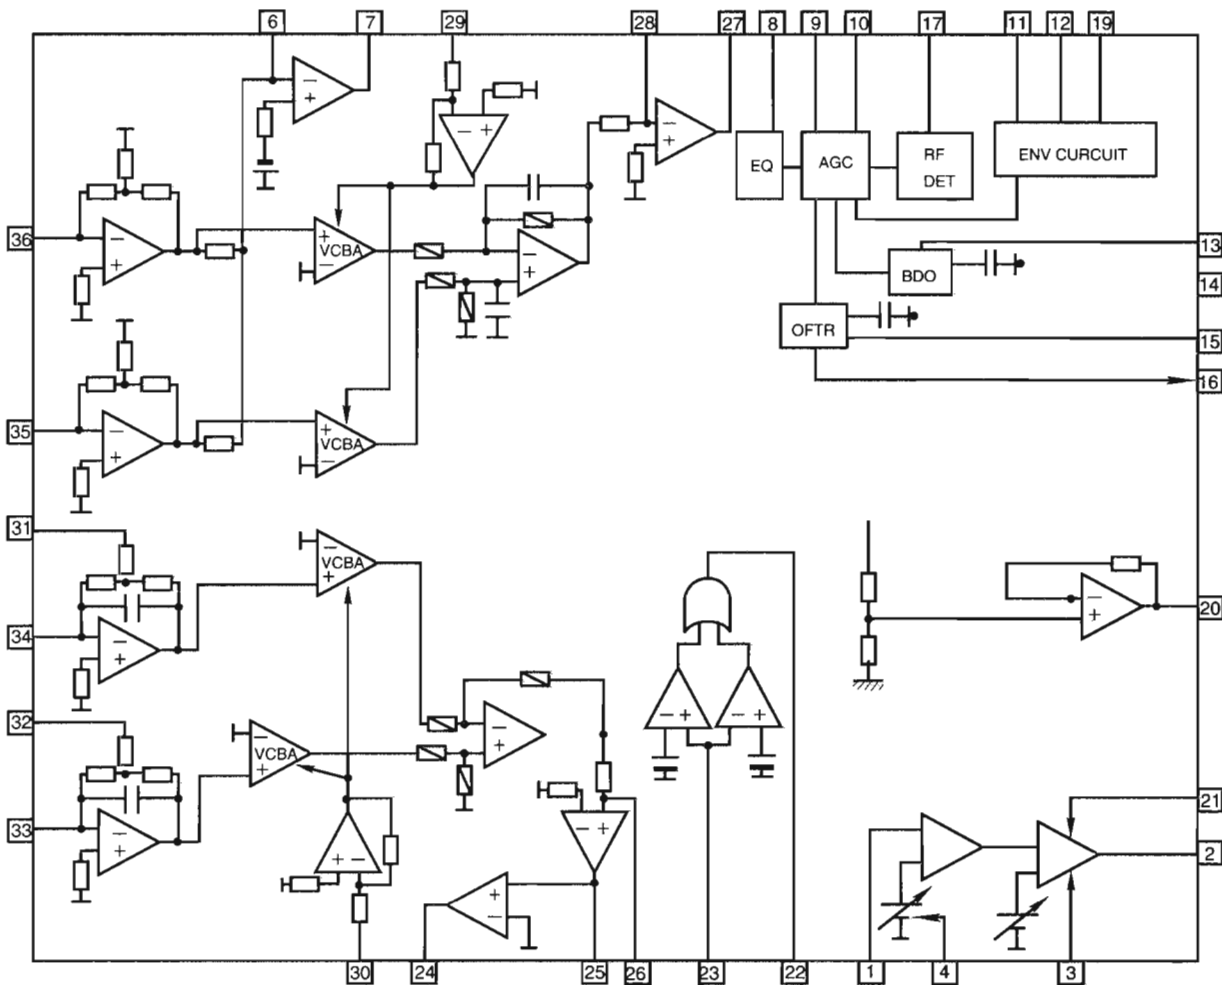 6 7 29 28 27 8 9 10 17 11 12 19
− +
− +
− +
EQ
AGC
RF
DET
ENV CURCUIT
36
− +
+
VCBA
−
− +
BDO
13
14
OFTR
15
16
35
− +
+
VCBA
−
31
−
VCBA
+
34
− +
20
− +
32
−
VCBA
+
− +
− +
− +
33
− +
− +
21
2
+ −
+
−
30 24 25 26 23 22 1 4 3